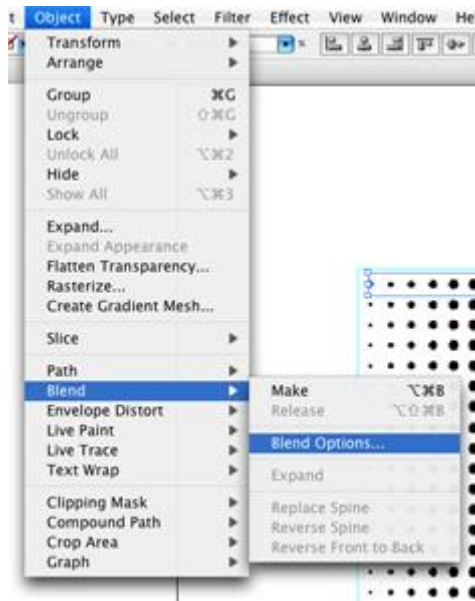 Object Type Select Filter Effect View Window He
Transform
Arrange
Group ⌘G
Ungroup ⇧⌘G
Lock
Unlock All ⌥⌘2
Hide
Show All ⌥⌘3
Expand...
Expand Appearance
Flatten Transparency...
Rasterize...
Create Gradient Mesh...
Slice
Path
Blend
Envelope Distort
Live Paint
Live Trace
Text Wrap
Clipping Mask
Compound Path
Crop Area
Graph
Make ⌥⌘B
Release ⌥⇧⌘B
Blend Options...
Expand
Replace Spine
Reverse Spine
Reverse Front to Back